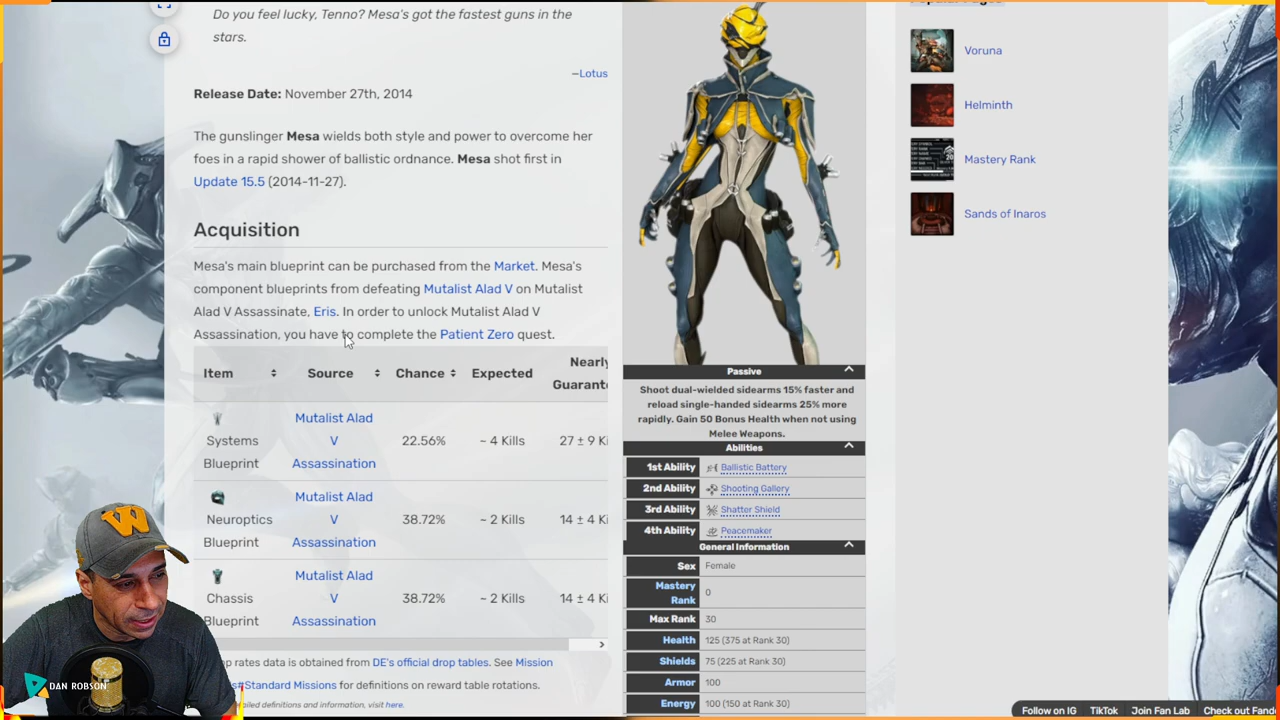 Do you feel lucky, Tenno? Mesa's got the fastest guns in the
stars.
—Lotus
Release Date: November 27th, 2014
The gunslinger Mesa wields both style and power to overcome her
foes in a rapid shower of ballistic ordnance. Mesa shot first in
Update 15.5 (2014-11-27).
Acquisition
Mesa's main blueprint can be purchased from the Market. Mesa's
component blueprints from defeating Mutalist Alad V on Mutalist
Alad V Assassinate, Eris. In order to unlock Mutalist Alad V
Assassination, you have to complete the Patient Zero quest.
Item Source Chance Expected Nearly
Guarante
Systems
Blueprint
Mutalist Alad
V
Assassination
22.56% ~ 4 Kills 27 ± 9 Ki
Neuroptics
Blueprint
Mutalist Alad
V
Assassination
38.72% ~ 2 Kills 14 ± 4 Ki
Chassis
Blueprint
Mutalist Alad
V
Assassination
38.72% ~ 2 Kills 14 ± 4 Ki
op rates data is obtained from DE's official drop tables. See Mission
s#Standard Missions for definitions on reward table rotations.
ailed definitions and information, visit here.
Passive
Shoot dual-wielded sidearms 15% faster and
reload single-handed sidearms 25% more
rapidly. Gain 50 Bonus Health when not using
Melee Weapons.
Abilities
1st Ability Ballistic Battery
2nd Ability Shooting Gallery
3rd Ability Shatter Shield
4th Ability Peacemaker
General Information
Sex Female
Mastery
Rank 0
Max Rank 30
Health 125 (375 at Rank 30)
Shields 75 (225 at Rank 30)
Armor 100
Energy 100 (150 at Rank 30)
Voruna
Helminth
Mastery Rank
Sands of Inaros
Follow on IG TikTok Join Fan Lab Check out Fand
W
DAN ROBSON